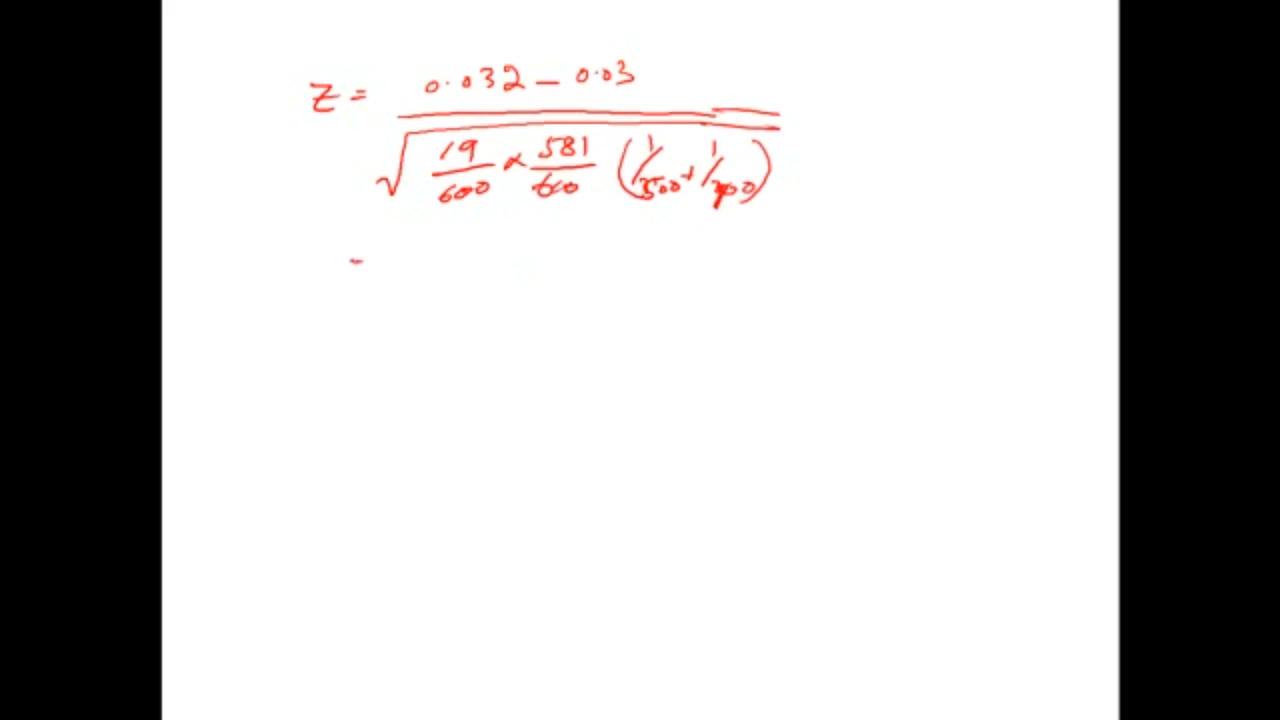 Z = 0.032 - 0.03
√ 19/600 × 581/600 (1/500 + 1/100)
=